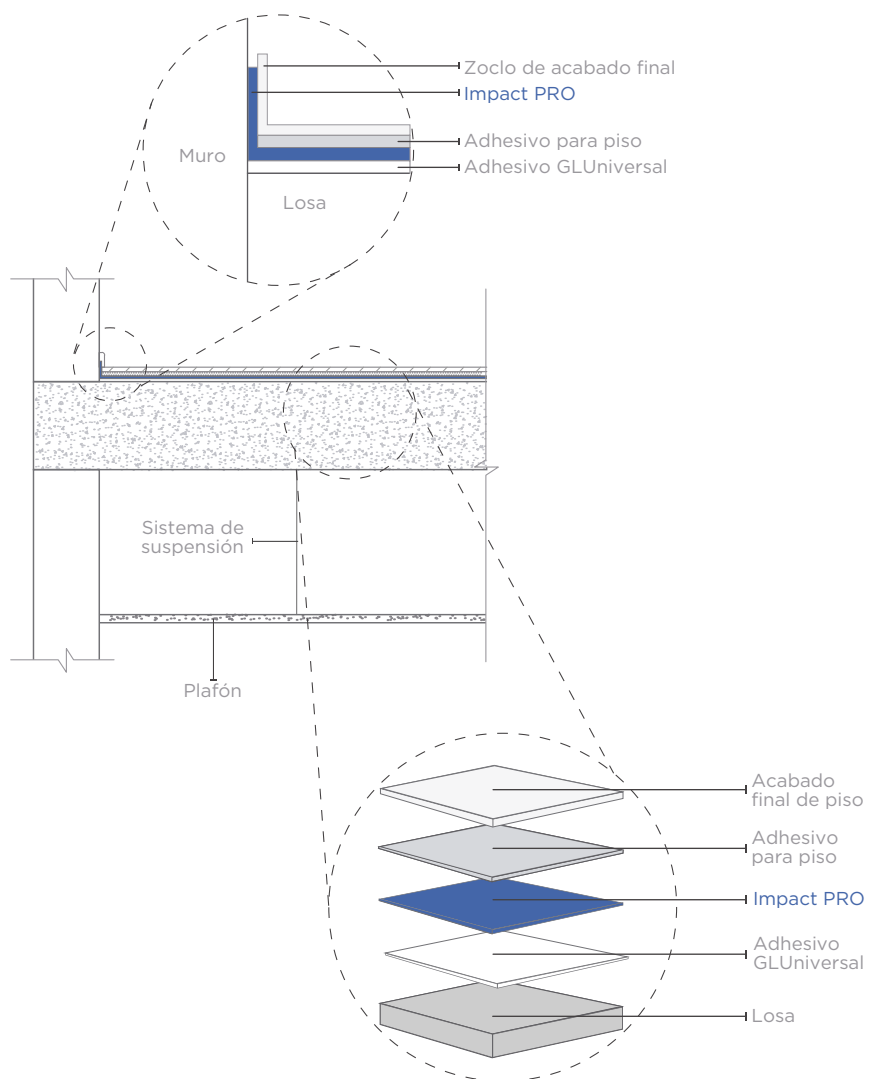 Zoclo de acabado final
Impact PRO
Adhesivo para piso
Muro
Adhesivo GLUniversal
Losa
Sistema de
suspensión
Plafón
Acabado
final de piso
Adhesivo
para piso
Impact PRO
Adhesivo
GLUniversal
Losa